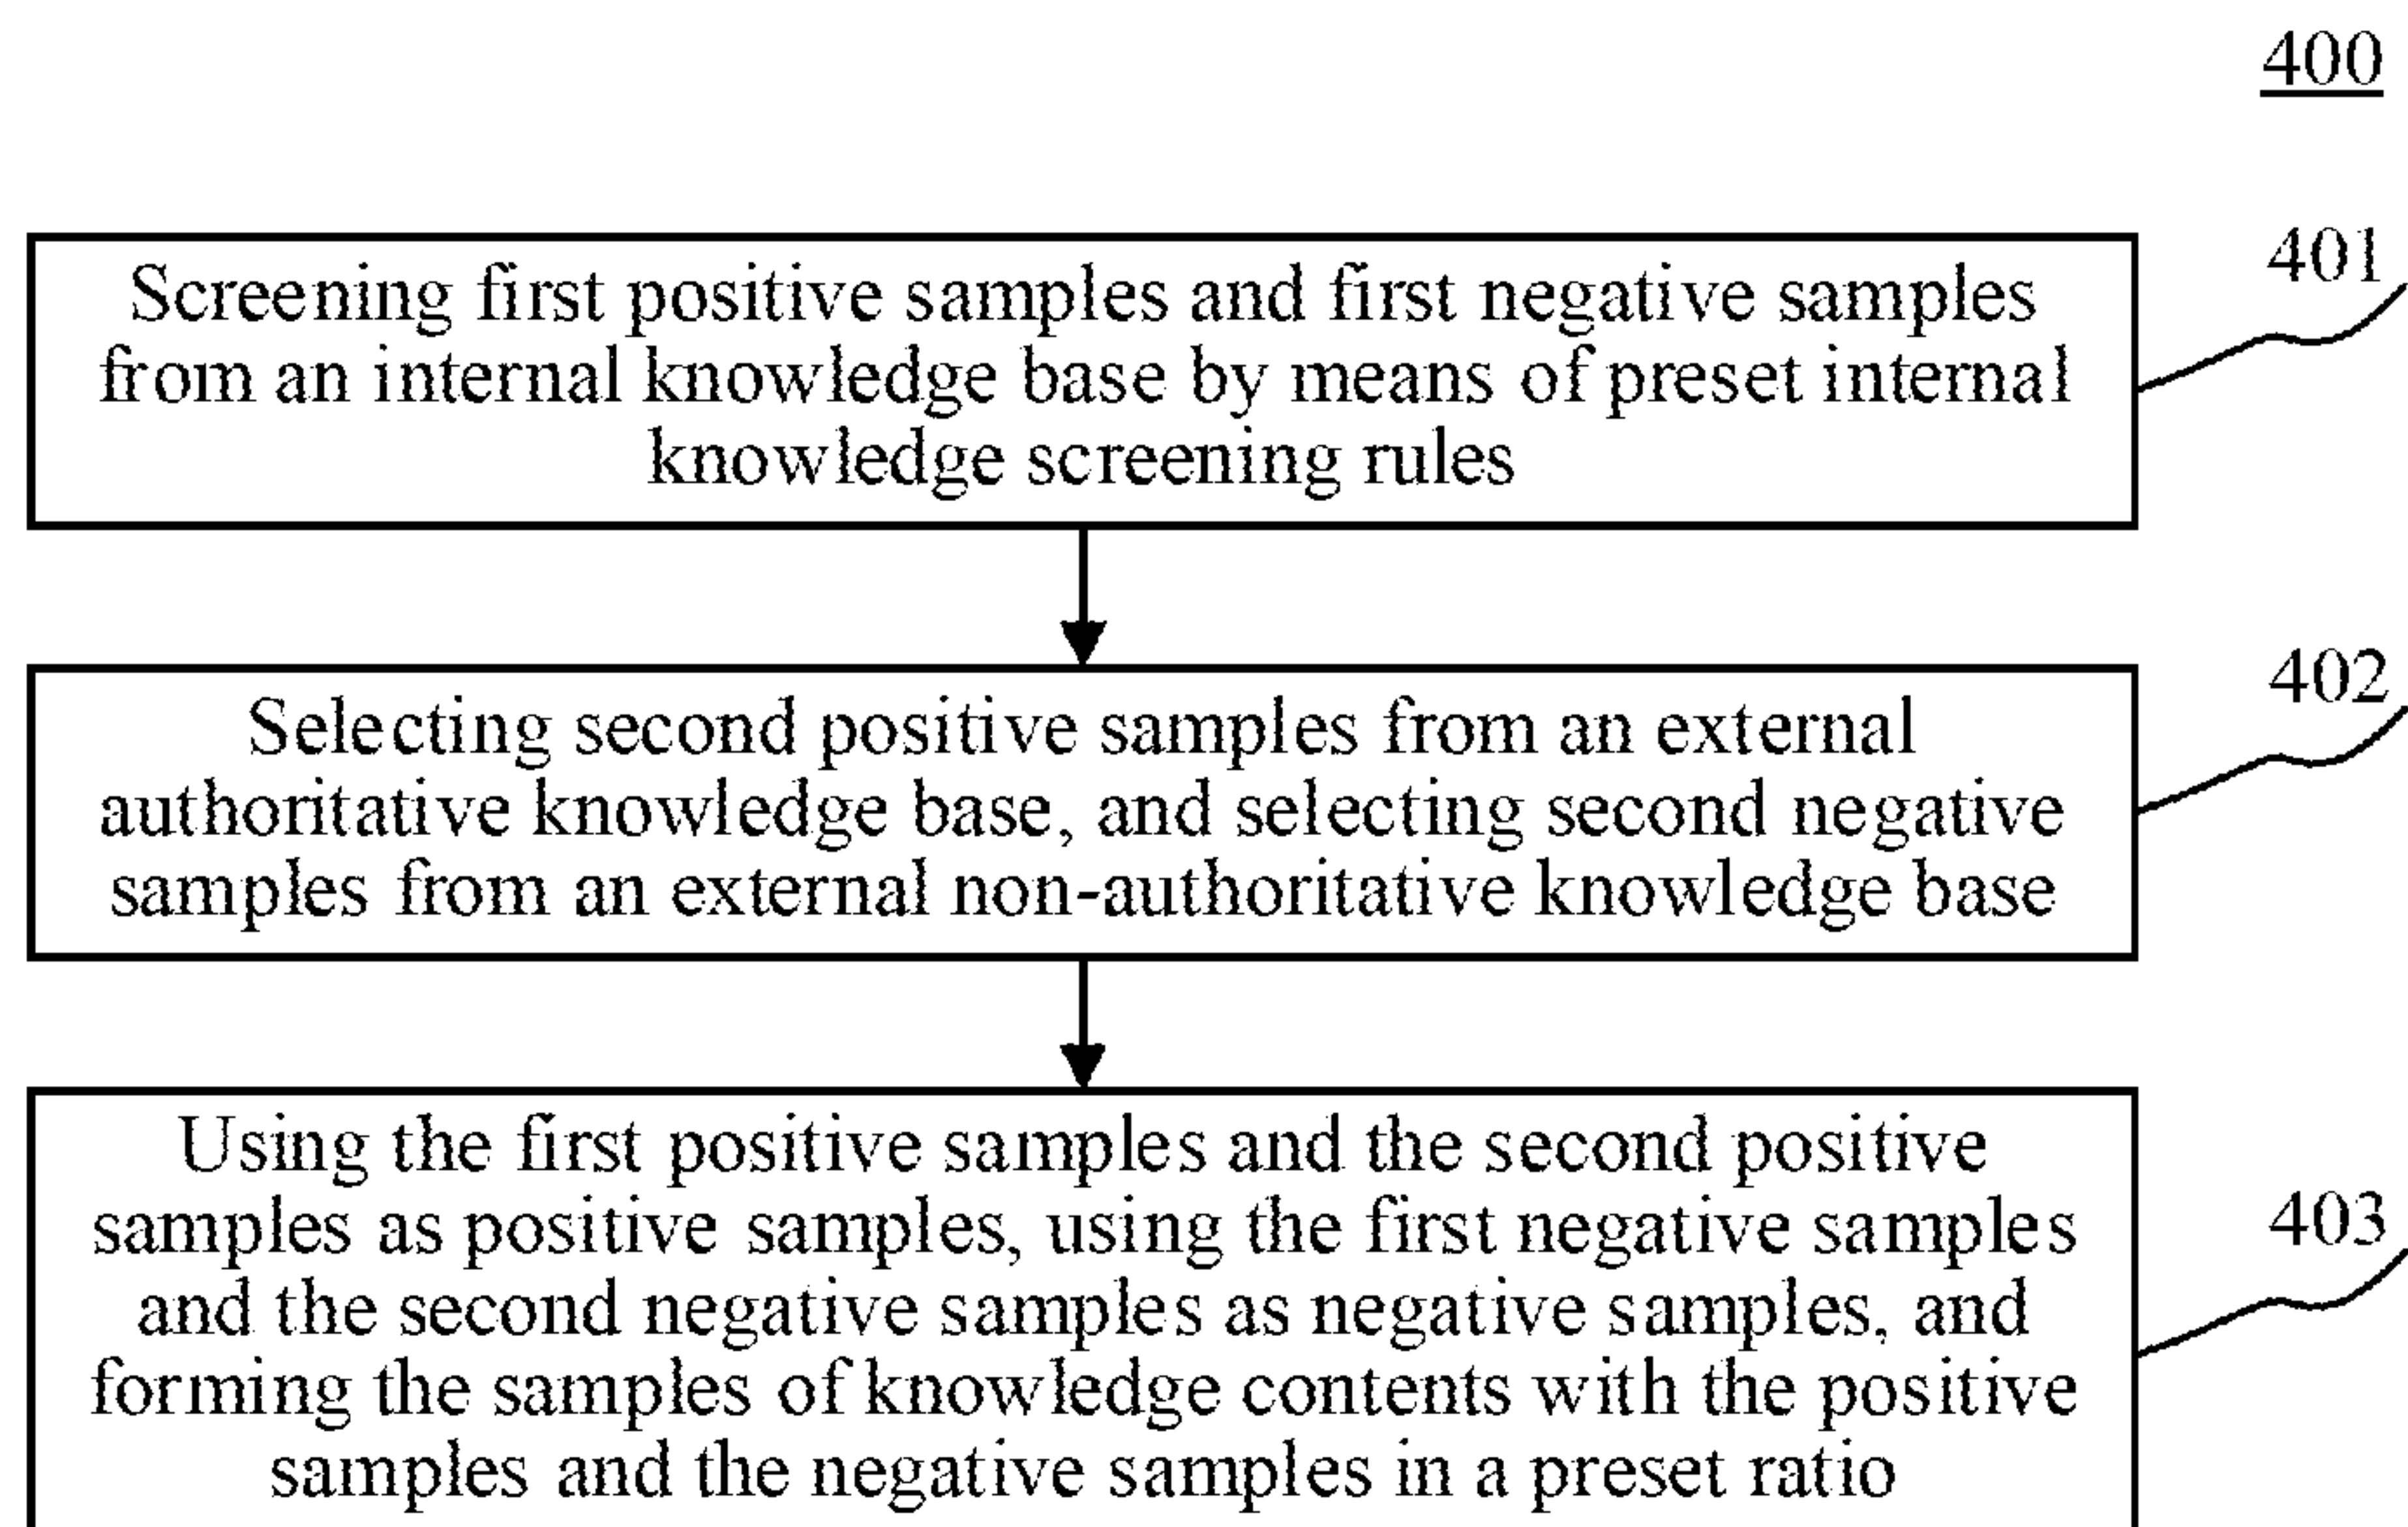 400
401
Screening first positive samples and first negative samples
from an internal knowledge base by means of preset internal
knowledge screening rules
402
Selecting second positive samples from an external
authoritative knowledge base, and selecting second negative
samples from an external non-authoritative knowledge base
403
Using the first positive samples and the second positive
samples as positive samples, using the first negative samples
and the second negative samples as negative samples, and
forming the samples of knowledge contents with the positive
samples and the negative samples in a preset ratio